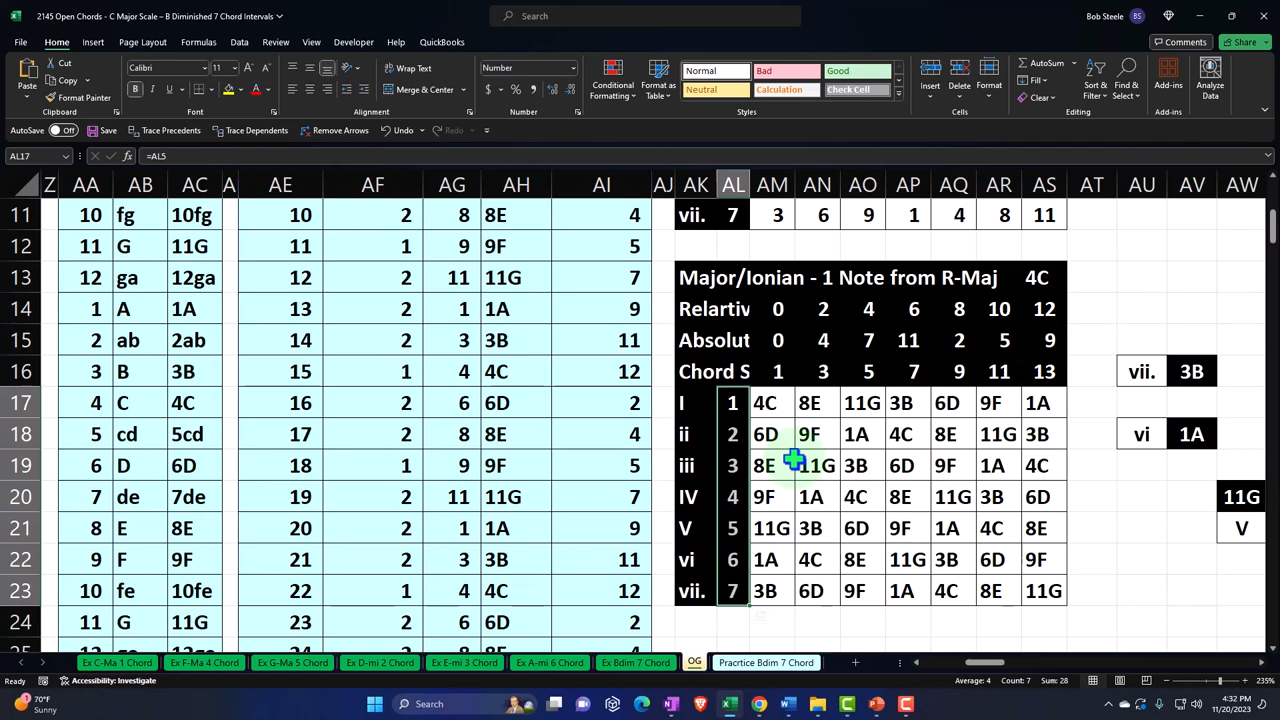 2145 Open Chords - C Major Scale – B Diminished 7 Chord Intervals
Search
Bob Steele BS
File Home Insert Page Layout Formulas Data Review View Developer Help QuickBooks
Comments Share
Paste
Cut
Copy
Format Painter
Calibri 11
Wrap Text
Merge & Center
Number
Conditional Formatting
Format as Table
Normal Bad Good
Neutral Calculation Check Cell
Insert Delete Format
AutoSum
Fill
Clear
Sort & Filter
Find & Select
Add-ins
Analyze Data
Clipboard Font Alignment Number Styles Cells Editing Add-ins
AutoSave Off Save Trace Precedents Trace Dependents Remove Arrows Undo
AL17 fx =AL5
Z AA AB AC A AE AF AG AH AI AJ AK AL AM AN AO AP AQ AR AS AT AU AV AW
11 10 fg 10fg 10 2 8 8E 4 vii. 7 3 6 9 1 4 8 11
12 11 G 11G 11 1 9 9F 5
13 12 ga 12ga 12 2 11 11G 7 Major/Ionian - 1 Note from R-Maj 4C
14 1 A 1A 13 2 1 1A 9 Relartiv 0 2 4 6 8 10 12
15 2 ab 2ab 14 2 3 3B 11 Absolut 0 4 7 11 2 5 9
16 3 B 3B 15 1 4 4C 12 Chord S 1 3 5 7 9 11 13 vii. 3B
17 4 C 4C 16 2 6 6D 2 I 1 4C 8E 11G 3B 6D 9F 1A
18 5 cd 5cd 17 2 8 8E 4 ii 2 6D 9F 1A 4C 8E 11G 3B vi 1A
19 6 D 6D 18 1 9 9F 5 iii 3 8E 11G 3B 6D 9F 1A 4C
20 7 de 7de 19 2 11 11G 7 IV 4 9F 1A 4C 8E 11G 3B 6D 11G
21 8 E 8E 20 2 1 1A 9 V 5 11G 3B 6D 9F 1A 4C 8E V
22 9 F 9F 21 2 3 3B 11 vi 6 1A 4C 8E 11G 3B 6D 9F
23 10 fe 10fe 22 1 4 4C 12 vii. 7 3B 6D 9F 1A 4C 8E 11G
24 11 G 11G 23 2 6 6D 2
Ex C-Ma 1 Chord Ex F-Ma 4 Chord Ex G-Ma 5 Chord Ex D-mi 2 Chord Ex E-mi 3 Chord Ex A-mi 6 Chord Ex Bdim 7 Chord OG Pracrtice Bdim 7 Chord
Ready Accessibility: Investigate Average: 4 Count: 7 Sum: 28 235%
70°F
Sunny
Search
4:32 PM
11/20/2023